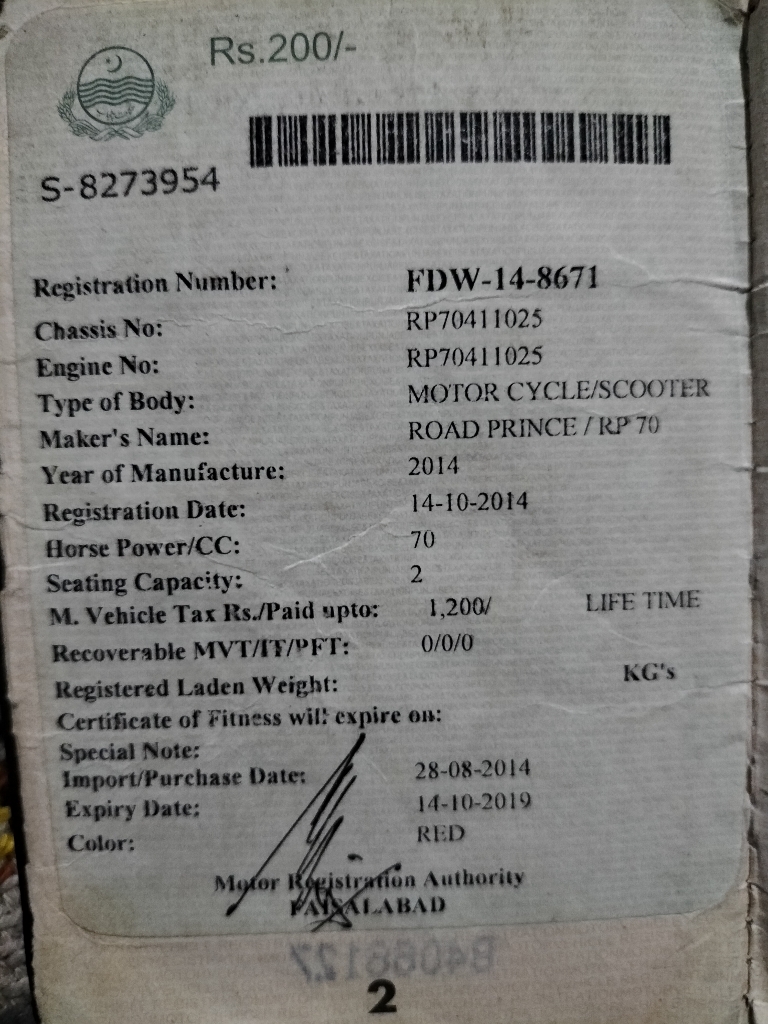 Rs.200/-
S-8273954
Registration Number: FDW-14-8671
Chassis No: RP70411025
Engine No: RP70411025
Type of Body: MOTOR CYCLE/SCOOTER
Maker's Name: ROAD PRINCE / RP 70
Year of Manufacture: 2014
Registration Date: 14-10-2014
Horse Power/CC: 70
Seating Capacity: 2
M. Vehicle Tax Rs./Paid upto: 1,200/ LIFE TIME
Recoverable MVT/IT/PFT: 0/0/0
Registered Laden Weight: KG's
Certificate of Fitness will expire on:
Special Note:
Import/Purchase Date: 28-08-2014
Expiry Date: 14-10-2019
Color: RED
Motor Registration Authority
FAISALABAD
2